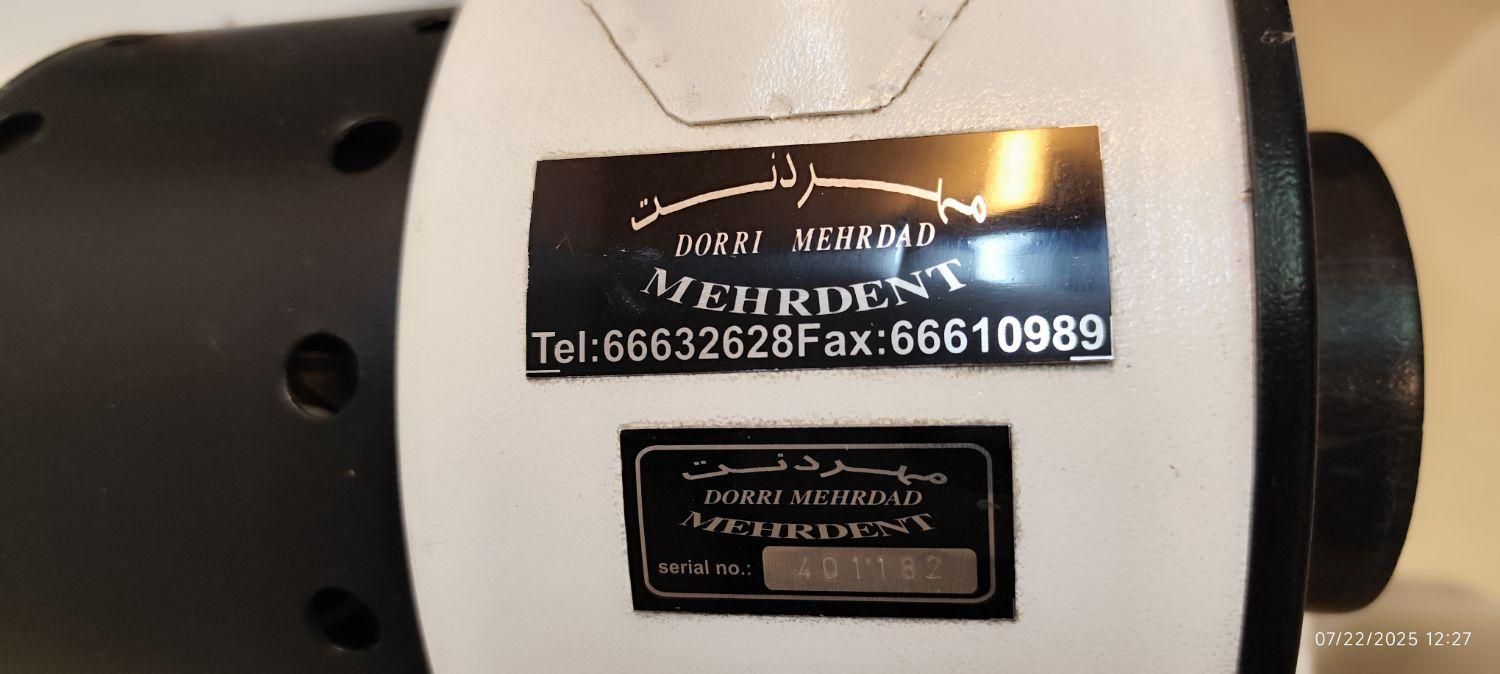 مهردنت
DORRI MEHRDAD
MEHRDENT
Tel:66632628Fax:66610989
مهردنت
DORRI MEHRDAD
MEHRDENT
serial no.: 401182
07/22/2025 12:27